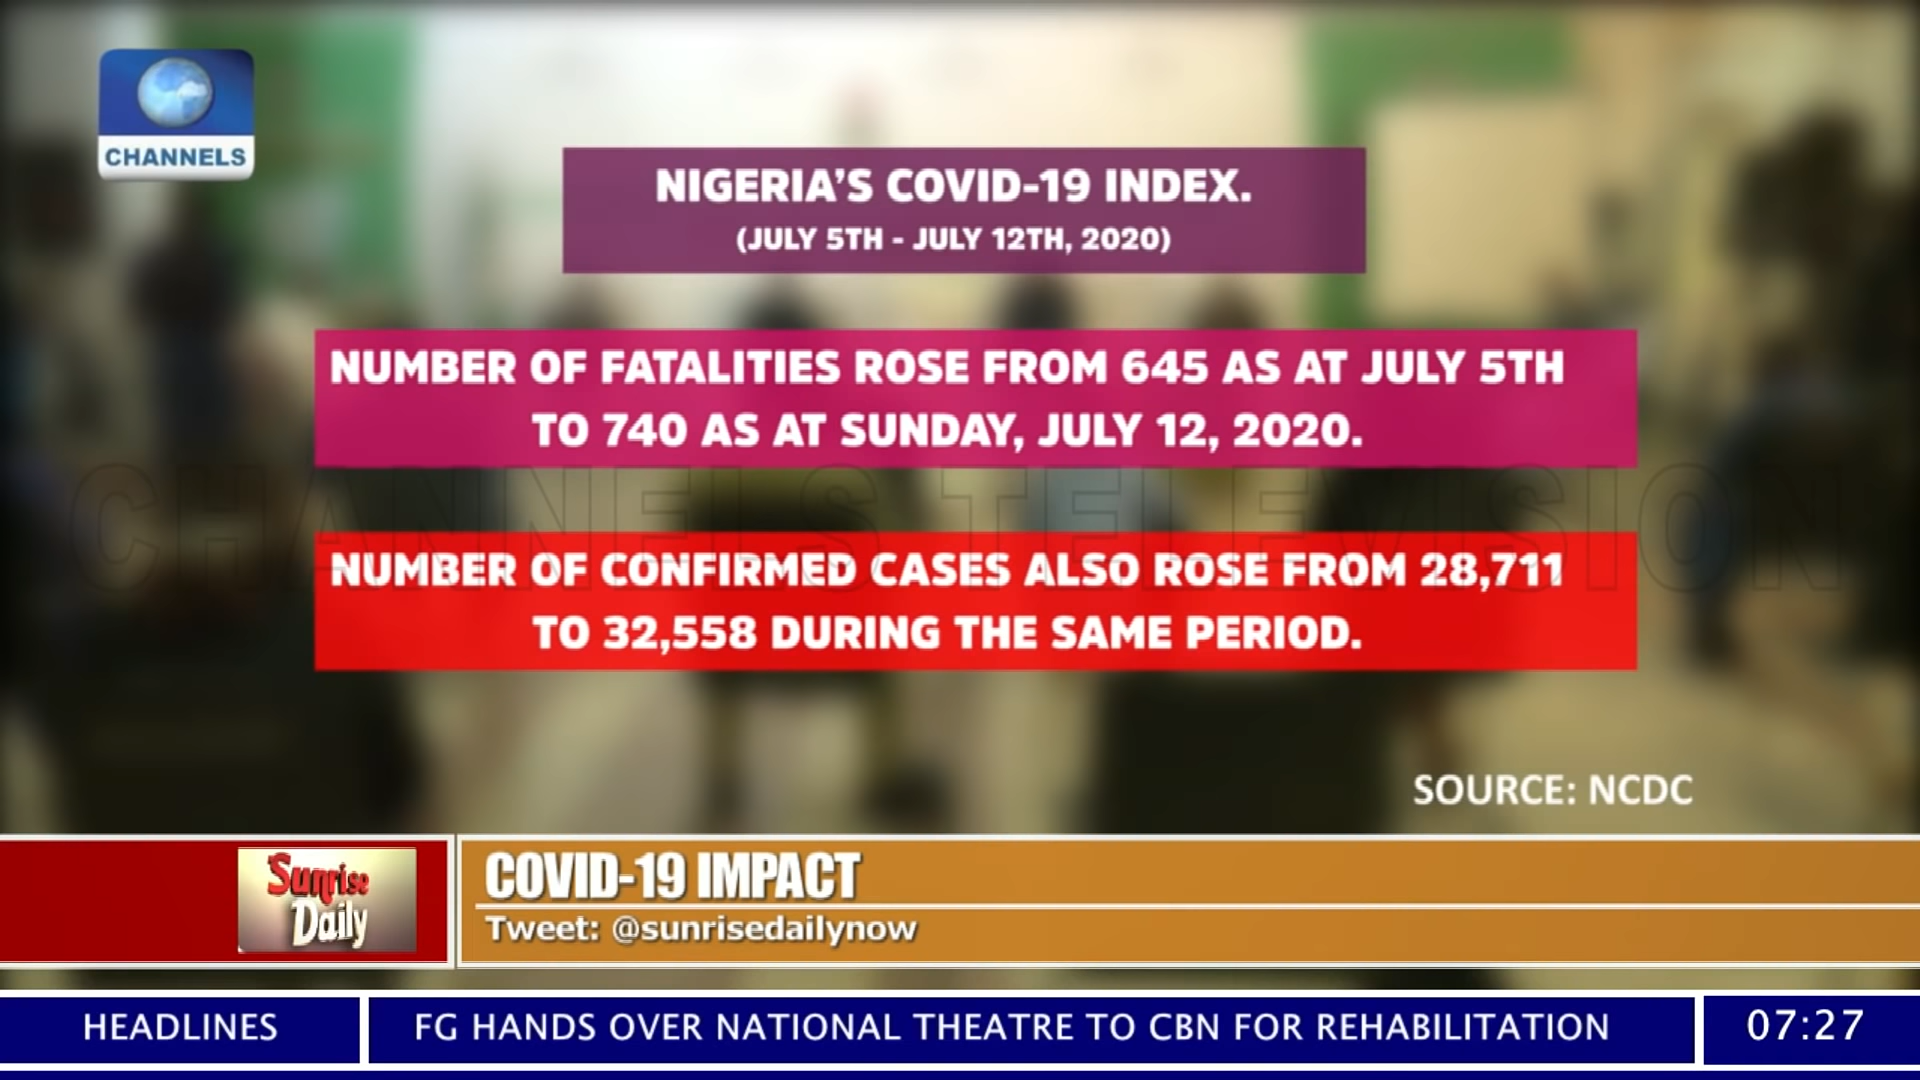 CHANNELS
NIGERIA'S COVID-19 INDEX.
(JULY 5TH - JULY 12TH, 2020)
NUMBER OF FATALITIES ROSE FROM 645 AS AT JULY 5TH
TO 740 AS AT SUNDAY, JULY 12, 2020.
CHANNELS TELEVISION
NUMBER OF CONFIRMED CASES ALSO ROSE FROM 28,711
TO 32,558 DURING THE SAME PERIOD.
SOURCE: NCDC
Sunrise
Daily
COVID-19 IMPACT
Tweet: @sunrisedailynow
HEADLINES
FG HANDS OVER NATIONAL THEATRE TO CBN FOR REHABILITATION
07:27